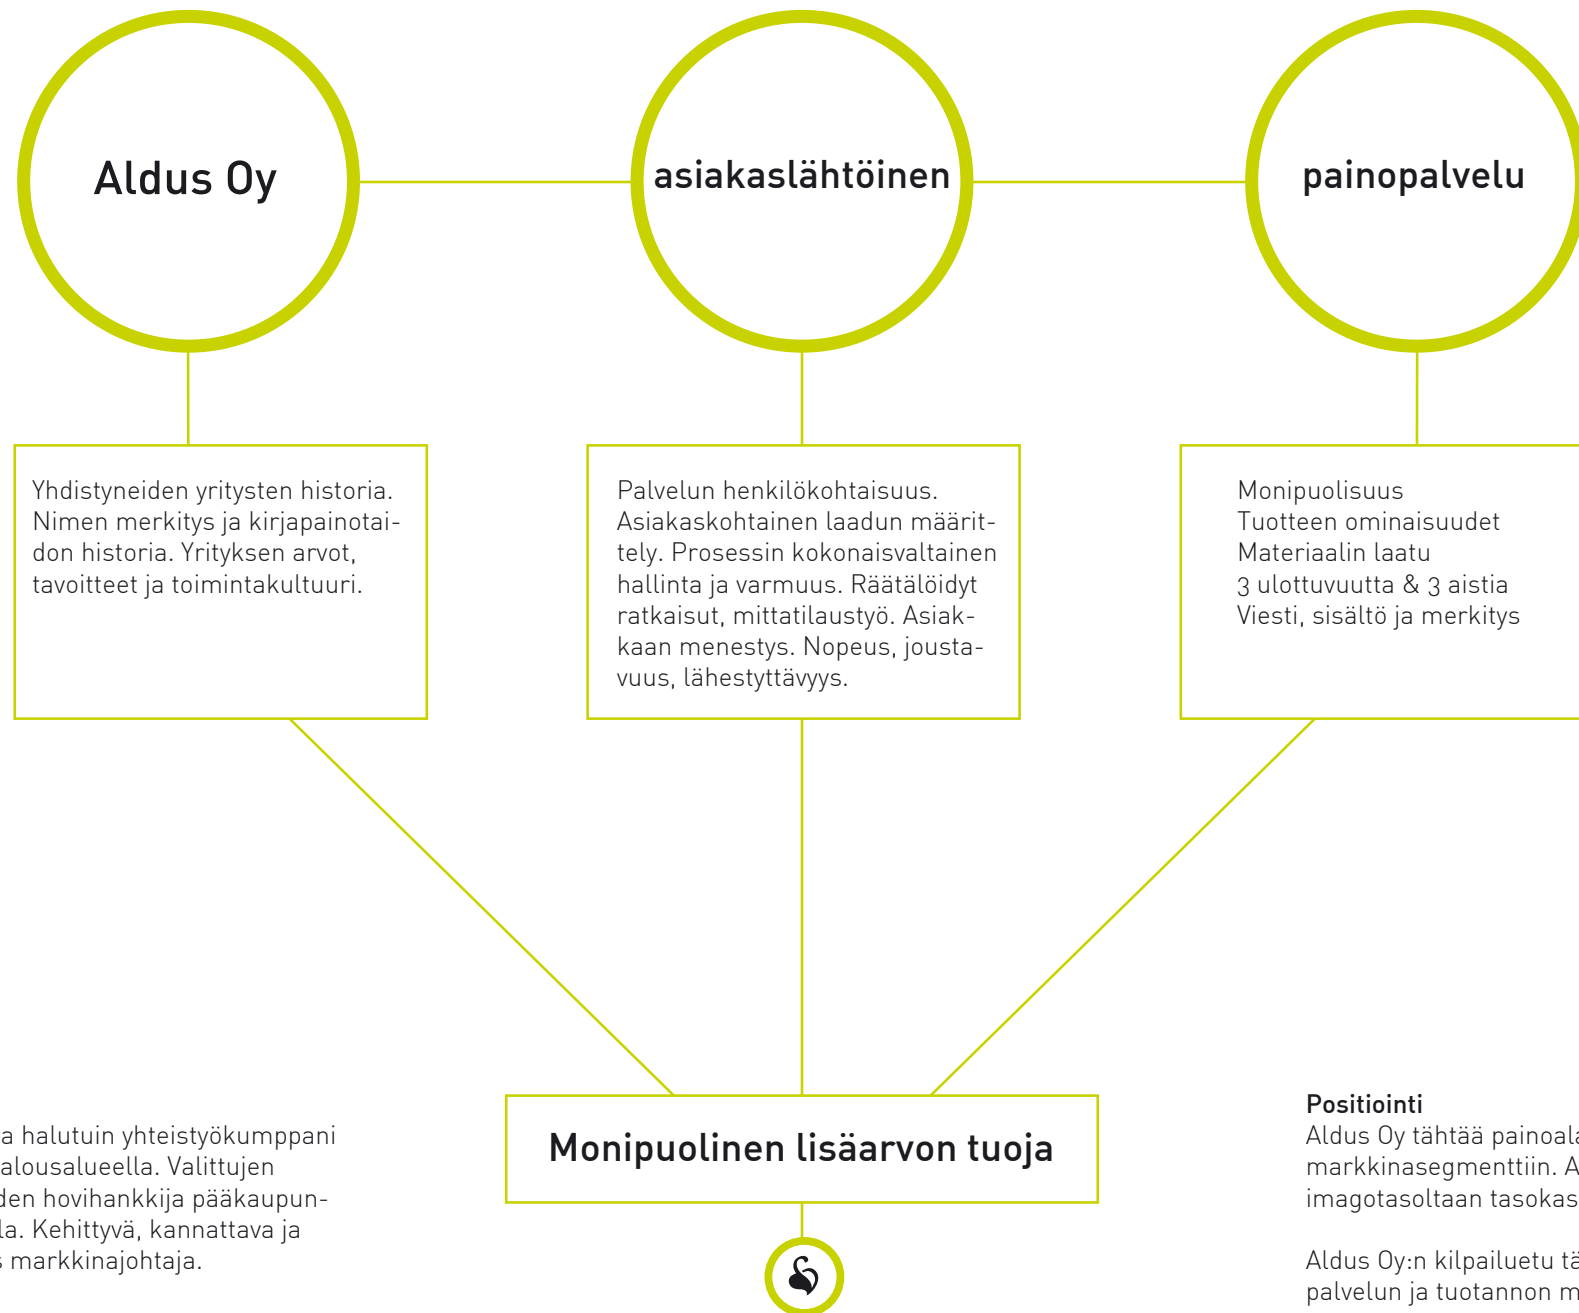 Aldus Oy
asiakaslähtöinen
painopalvelu
Yhdistyneiden yritysten historia.
Nimen merkitys ja kirjapainotai-
don historia. Yrityksen arvot,
tavoitteet ja toimintakultuuri.
Palvelun henkilökohtaisuus.
Asiakaskohtainen laadun määrit-
tely. Prosessin kokonaisvaltainen
hallinta ja varmuus. Räätälöidyt
ratkaisut, mittatilaustyö. Asiak-
kaan menestys. Nopeus, jousta-
vuus, lähestyttävyys.
Monipuolisuus
Tuotteen ominaisuudet
Materiaalin laatu
3 ulottuvuutta & 3 aistia
Viesti, sisältö ja merkitys
a halutuin yhteistyökumppani
alousalueella. Valittujen
den hovihankkija pääkaupun-
la. Kehittyvä, kannattava ja
s markkinajohtaja.
Monipuolinen lisäarvon tuoja
Positiointi
Aldus Oy tähtää painoala
markkinasegmenttiin. A
imagotasoltaan tasokas
Aldus Oy:n kilpailuetu tä
palvelun ja tuotannon m